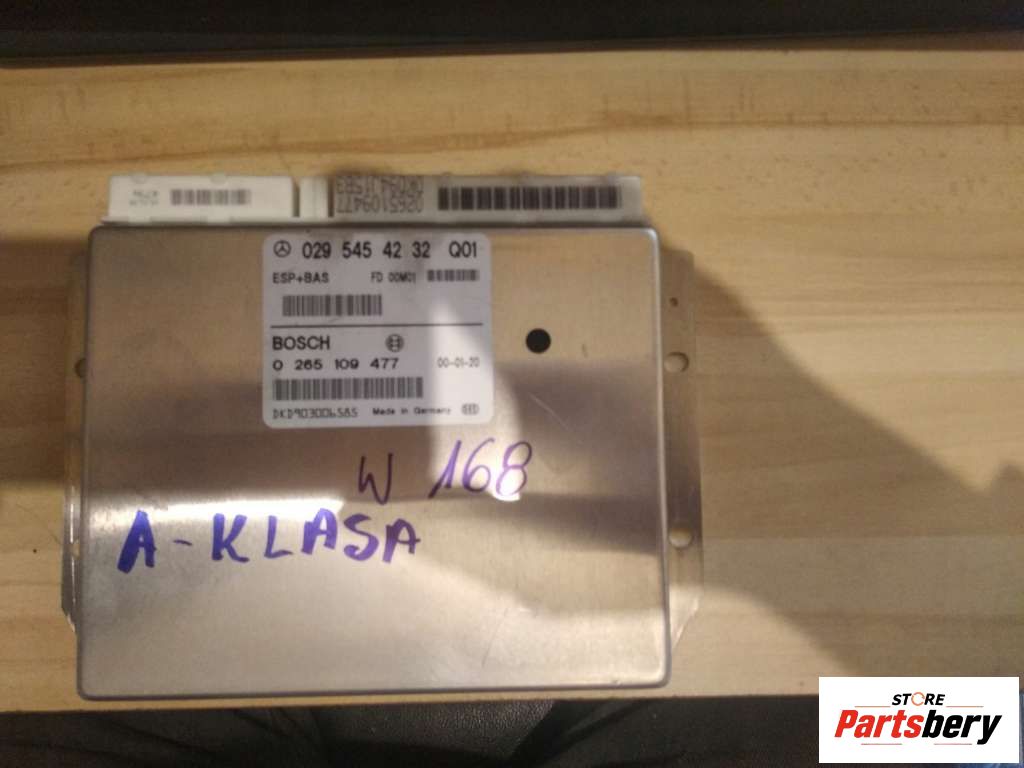 0265109477
029 545 42 32 Q01
ESP+BAS FD 00M01
BOSCH
0 265 109 477 00-01-20
DKD903006585 Made in Germany
W 168
A-KLASA
STORE
Partsbery